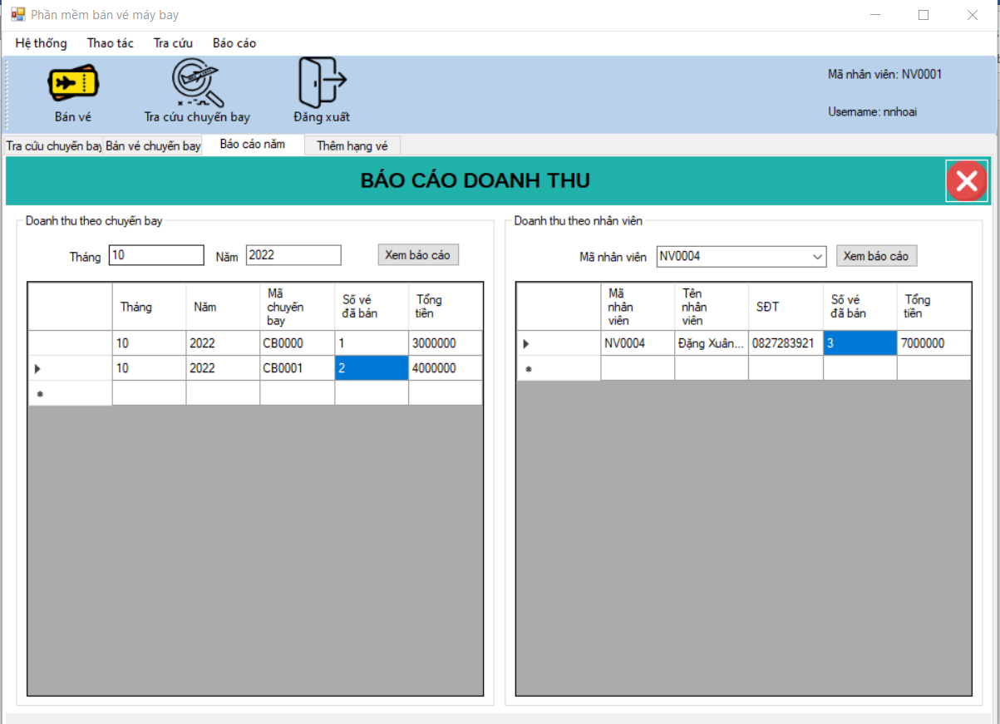 Phần mềm bán vé máy bay
Hệ thống Thao tác Tra cứu Báo cáo
Bán vé Tra cứu chuyến bay Đăng xuất
Mã nhân viên: NV0001
Username: nnhoai
Tra cứu chuyến bay Bán vé chuyến bay Báo cáo năm Thêm hạng vé
BÁO CÁO DOANH THU
Doanh thu theo chuyến bay
Tháng 10 Năm 2022 Xem báo cáo
Tháng Năm Mã chuyến bay Số vé đã bán Tổng tiền
10 2022 CB0000 1 3000000
10 2022 CB0001 2 4000000
Doanh thu theo nhân viên
Mã nhân viên NV0004 Xem báo cáo
Mã nhân viên Tên nhân viên SĐT Số vé đã bán Tổng tiền
NV0004 Đặng Xuân... 0827283921 3 7000000